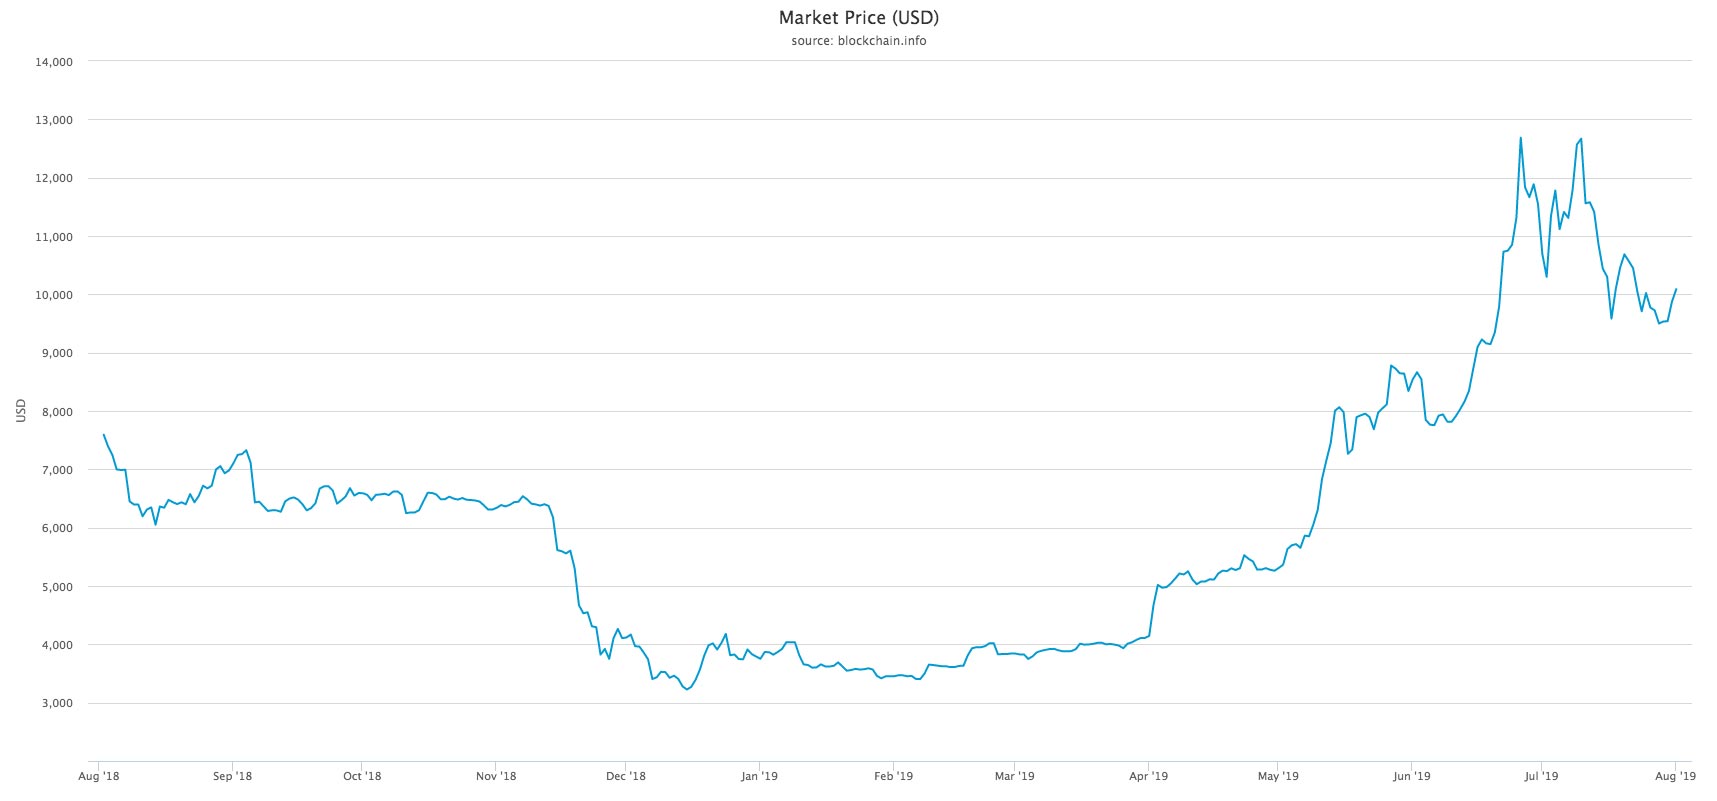 Market Price (USD)
source: blockchain.info
14,000
13,000
12,000
11,000
10,000
9,000
8,000
7,000
6,000
5,000
4,000
3,000
USD
Aug '18
Sep '18
Oct '18
Nov '18
Dec '18
Jan '19
Feb '19
Mar '19
Apr '19
May '19
Jun '19
Jul '19
Aug '19